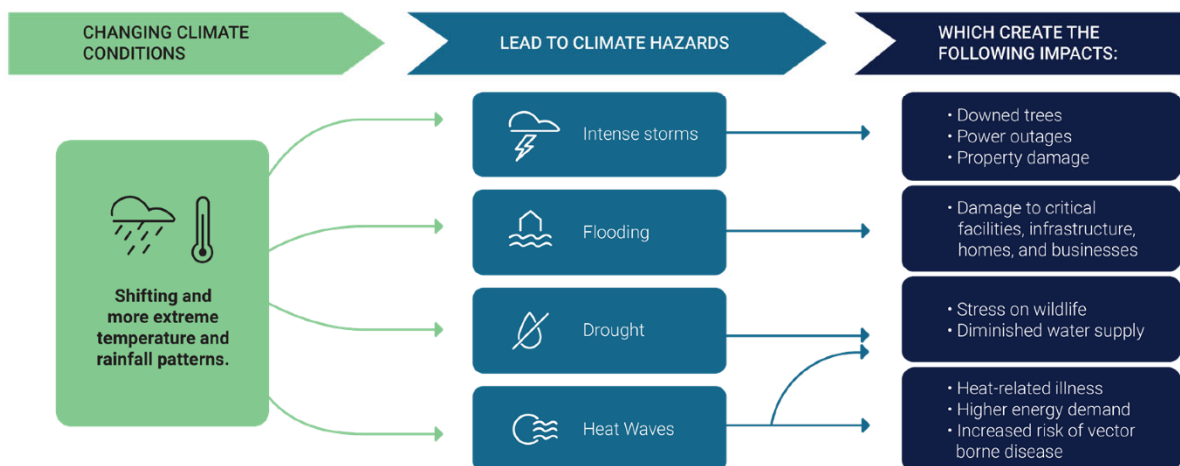 CHANGING CLIMATE
CONDITIONS
LEAD TO CLIMATE HAZARDS
WHICH CREATE THE
FOLLOWING IMPACTS:
Shifting and
more extreme
temperature and
rainfall patterns.
Intense storms
Flooding
Drought
Heat Waves
• Downed trees
• Power outages
• Property damage
• Damage to critical
facilities, infrastructure,
homes, and businesses
• Stress on wildlife
• Diminished water supply
• Heat-related illness
• Higher energy demand
• Increased risk of vector
borne disease